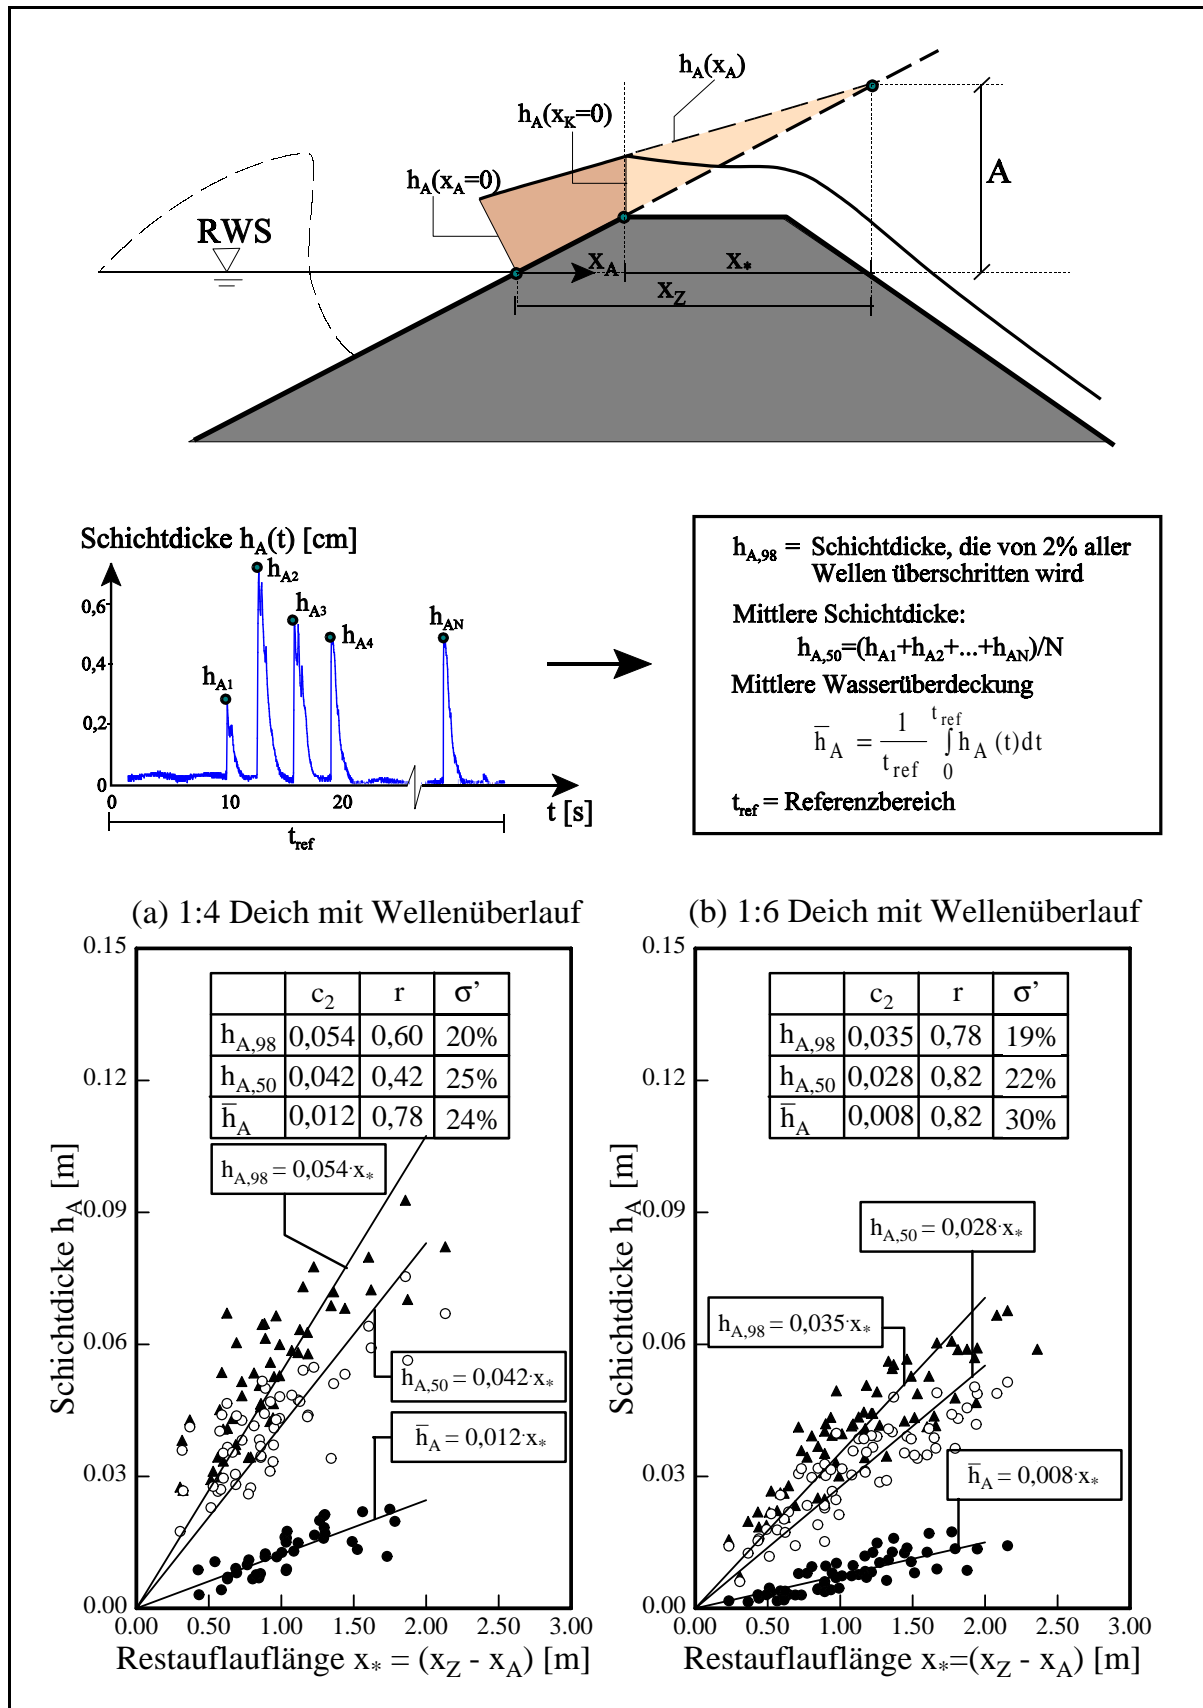 h_A(x_A)
h_A(x_K=0)
h_A(x_A=0)
A
RWS
x_A
x_*
x_Z
Schichtdicke h_A(t) [cm]
h_A1
h_A2
h_A3
h_A4
h_AN
0,6
0,4
0,2
0
0
10
20
t [s]
t_ref
h_A,98 = Schichtdicke, die von 2% aller
Wellen überschritten wird
Mittlere Schichtdicke:
h_A,50=(h_A1+h_A2+...+h_AN)/N
Mittlere Wasserüberdeckung
h̅_A = 1/t_ref ∫_0^t_ref h_A (t)dt
t_ref = Referenzbereich
(a) 1:4 Deich mit Wellenüberlauf
0.15
0.12
0.09
0.06
0.03
0.00
Schichtdicke h_A [m]
c_2 r σ’
h_A,98 0,054 0,60 20%
h_A,50 0,042 0,42 25%
h̅_A 0,012 0,78 24%
h_A,98 = 0,054·x_*
h_A,50 = 0,042·x_*
h̅_A = 0,012·x_*
0.00 0.50 1.00 1.50 2.00 2.50 3.00
Restauflauflänge x_* = (x_Z - x_A) [m]
(b) 1:6 Deich mit Wellenüberlauf
0.15
0.12
0.09
0.06
0.03
0.00
Schichtdicke h_A [m]
c_2 r σ’
h_A,98 0,035 0,78 19%
h_A,50 0,028 0,82 22%
h̅_A 0,008 0,82 30%
h_A,50 = 0,028·x_*
h_A,98 = 0,035·x_*
h̅_A = 0,008·x_*
0.00 0.50 1.00 1.50 2.00 2.50 3.00
Restauflauflänge x_*=(x_Z - x_A) [m]